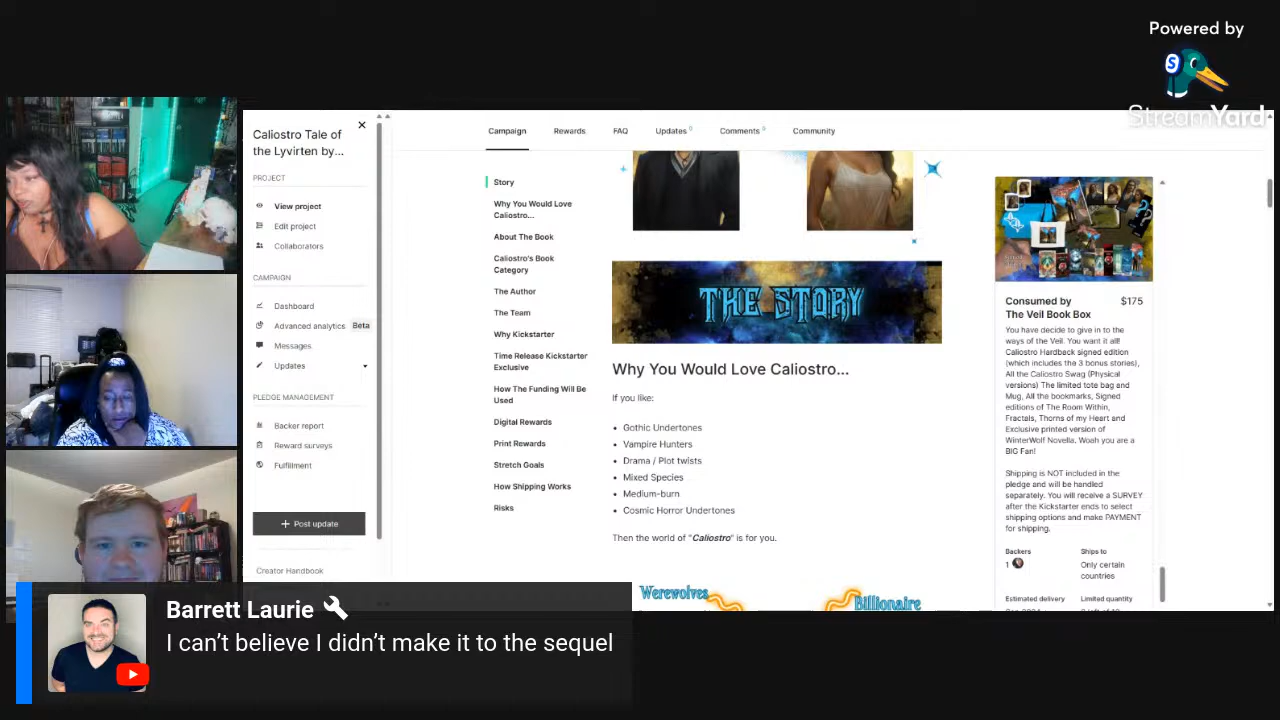 Powered by
StreamYard
Caliostro Tale of
the Lyvirten by...
PROJECT
View project
Edit project
Collaborators
CAMPAIGN
Dashboard
Advanced analytics Beta
Messages
Updates
PLEDGE MANAGEMENT
Backer report
Reward surveys
Fulfillment
+ Post update
Creator Handbook
Campaign Rewards FAQ Updates Comments Community
Story
Why You Would Love
Caliostro...
About The Book
Caliostro's Book
Category
The Author
The Team
Why Kickstarter
Time Release Kickstarter
Exclusive
How The Funding Will Be
Used
Digital Rewards
Print Rewards
Stretch Goals
How Shipping Works
Risks
THE STORY
Why You Would Love Caliostro...
If you like:
• Gothic Undertones
• Vampire Hunters
• Drama / Plot twists
• Mixed Species
• Medium-burn
• Cosmic Horror Undertones
Then the world of "Caliostro" is for you.
Werewolves
Billionaire
Consumed by $175
The Veil Book Box
You have decide to give in to the
ways of the Veil. You want it all!
Caliostro Hardback signed edition
(which includes the 3 bonus stories),
All the Caliostro Swag (Physical
versions) The limited tote bag and
Mug, All the bookmarks, Signed
editions of The Room Within,
Fractals, Thorns of my Heart and
Exclusive printed version of
WinterWolf Novella. Woah you are a
BIG Fan!
Shipping is NOT included in the
pledge and will be handled
separately. You will receive a SURVEY
after the Kickstarter ends to select
shipping options and make PAYMENT
for shipping.
Backers Ships to
1 Only certain
countries
Estimated delivery Limited quantity
Barrett Laurie
I can't believe I didn't make it to the sequel